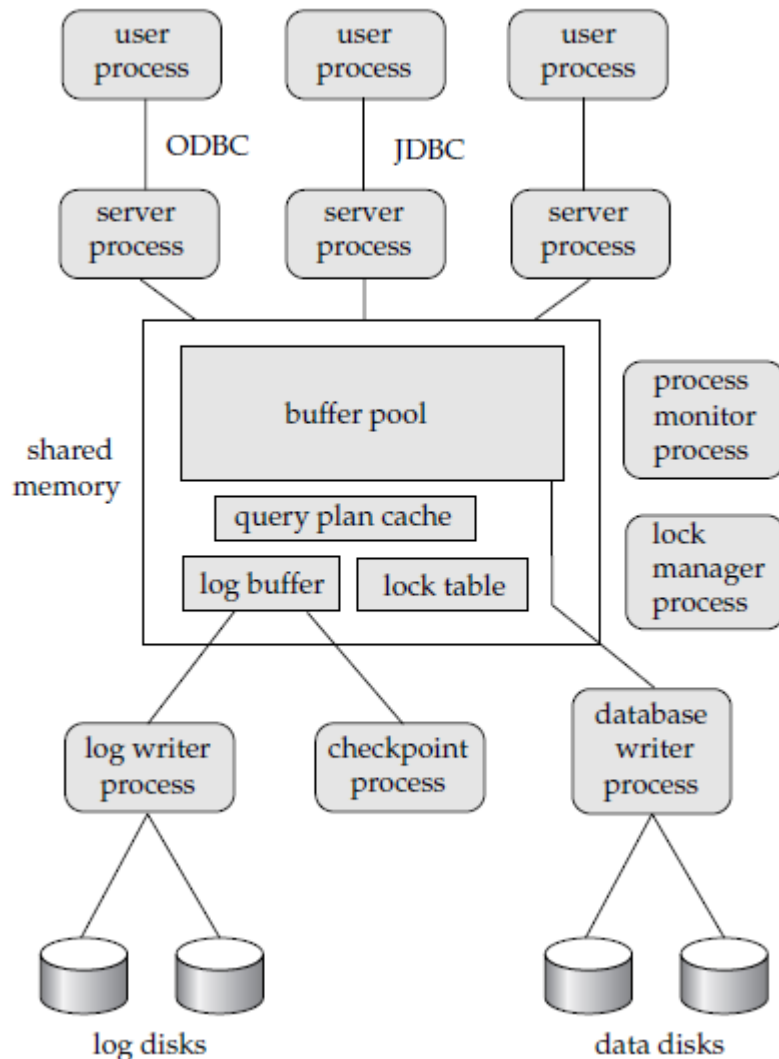 user
process
user
process
user
process
ODBC
JDBC
server
process
server
process
server
process
shared
memory
buffer pool
query plan cache
log buffer
lock table
process
monitor
process
lock
manager
process
log writer
process
checkpoint
process
database
writer
process
log disks
data disks